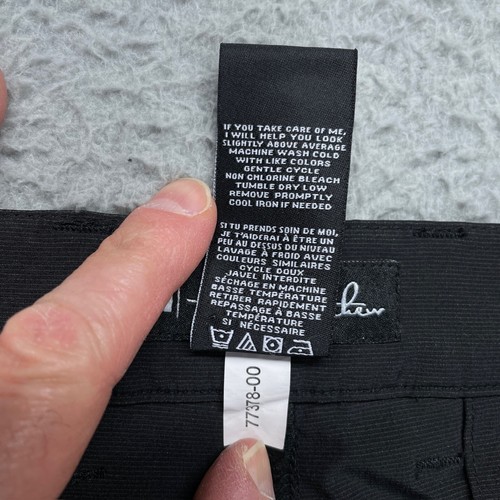 IF YOU TAKE CARE OF ME,
I WILL HELP YOU LOOK
SLIGHTLY ABOVE AVERAGE
MACHINE WASH COLD
WITH LIKE COLORS
GENTLE CYCLE
NON CHLORINE BLEACH
TUMBLE DRY LOW
REMOVE PROMPTLY
COOL IRON IF NEEDED
SI TU PRENDS SOIN DE MOI,
JE T'AIDERAI À ÊTRE UN
PEU AU DESSUS DU NIVEAU
LAVAGE À FROID AVEC
COULEURS SIMILAIRES
CYCLE DOUX
JAVEL INTERDITE
SÉCHAGE EN MACHINE
BASSE TEMPÉRATURE
RETIRER RAPIDEMENT
REPASSAGE À BASSE
TEMPÉRATURE
SI NÉCESSAIRE
77378-00